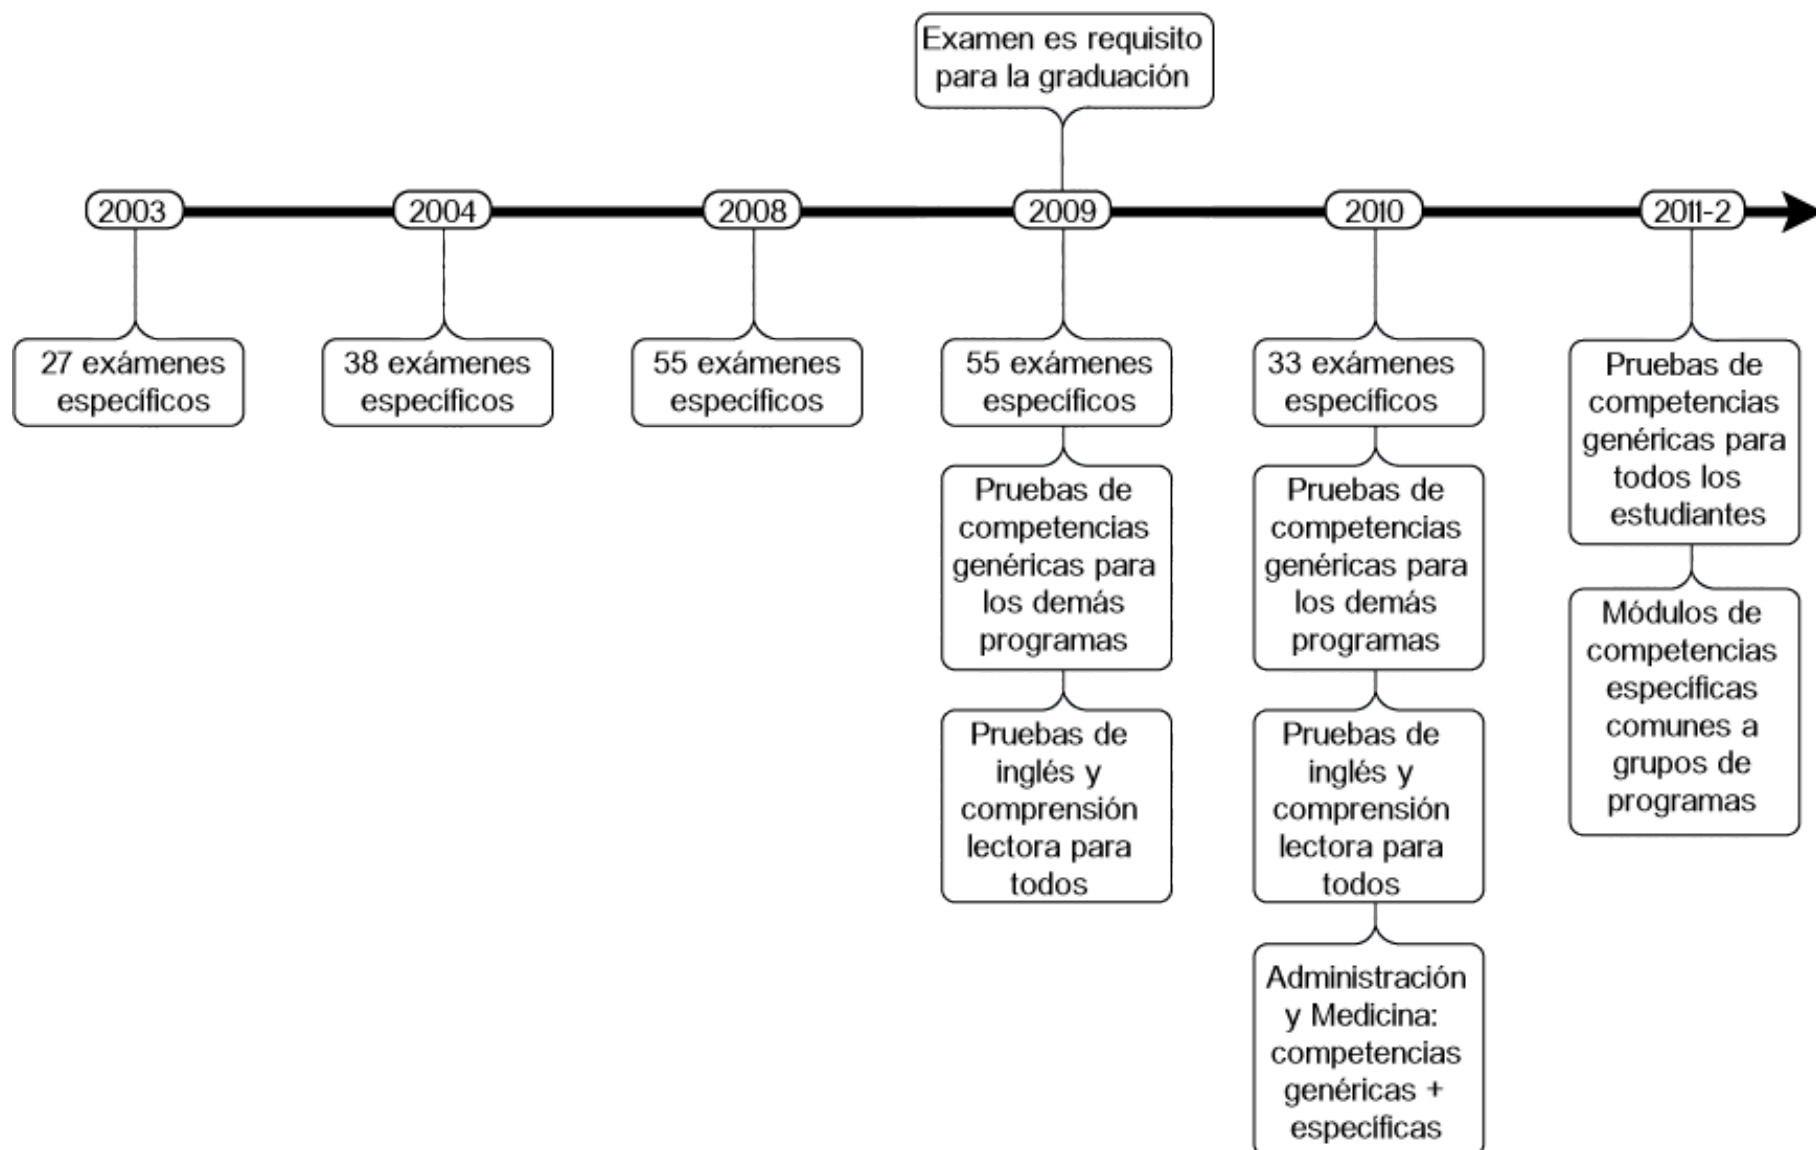 Examen es requisito
para la graduación
2003
2004
2008
2009
2010
2011-2
27 exámenes
específicos
38 exámenes
específicos
55 exámenes
específicos
55 exámenes
específicos
Pruebas de
competencias
genéricas para
los demás
programas
Pruebas de
inglés y
comprensión
lectora para
todos
33 exámenes
específicos
Pruebas de
competencias
genéricas para
los demás
programas
Pruebas de
inglés y
comprensión
lectora para
todos
Administración
y Medicina:
competencias
genéricas +
específicas
Pruebas de
competencias
genéricas para
todos los
estudiantes
Módulos de
competencias
específicas
comunes a
grupos de
programas